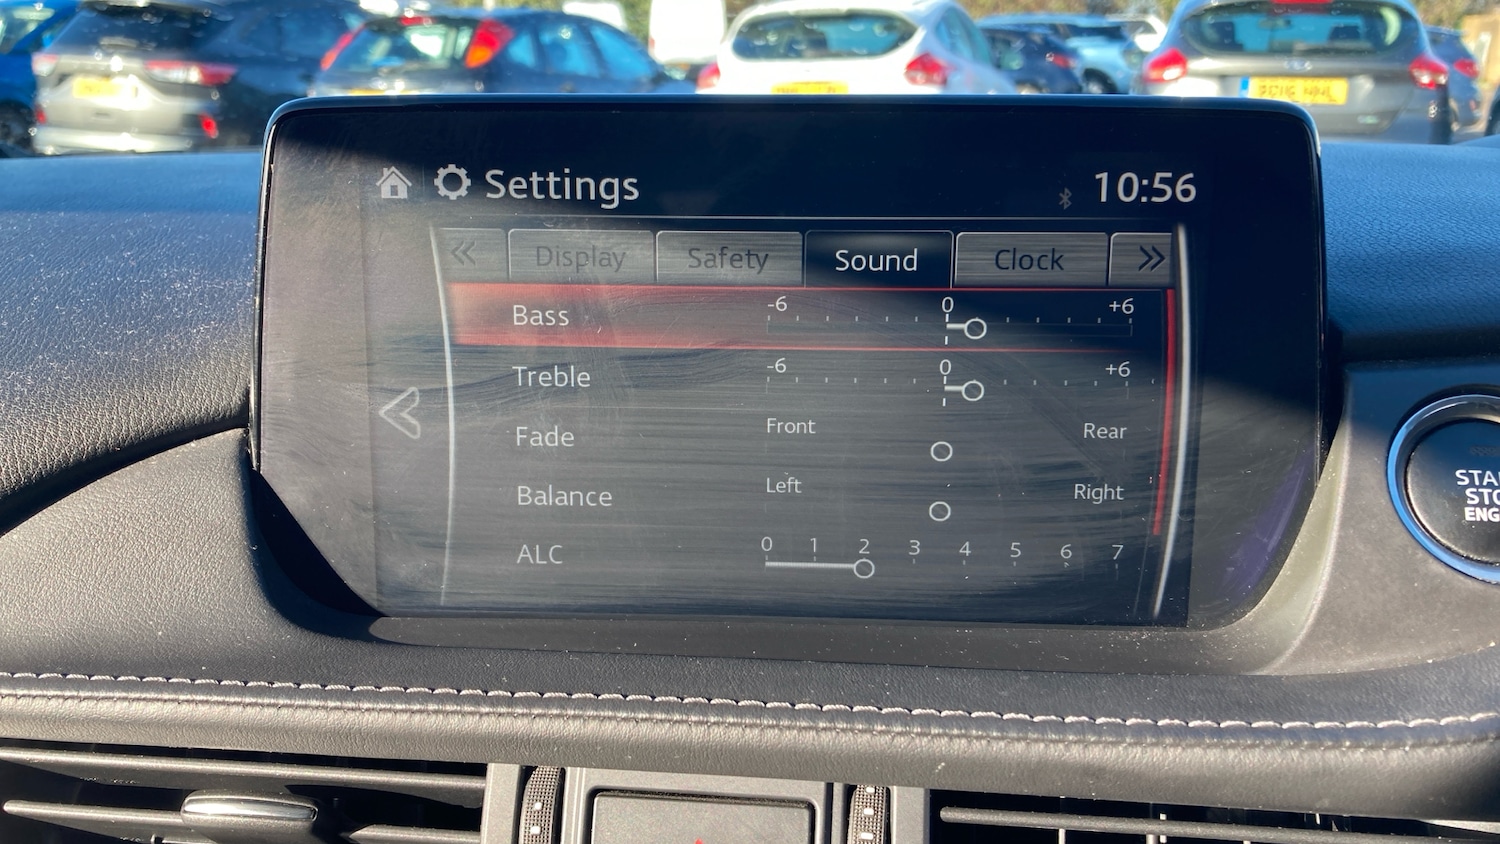 Settings 10:56
« Display Safety Sound Clock »
Bass -6 0 +6
Treble -6 0 +6
Fade Front Rear
Balance Left Right
ALC 0 1 2 3 4 5 6 7
ENG